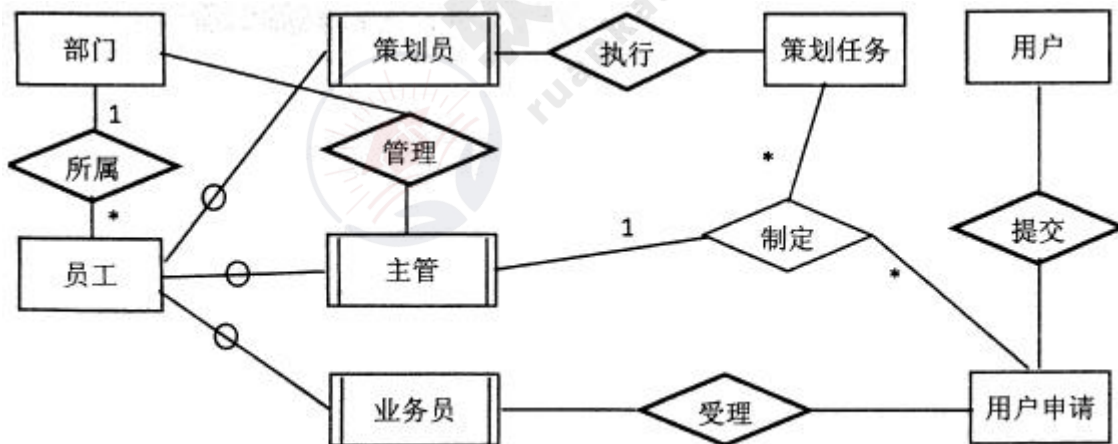 部门
策划员
执行
策划任务
用户
1
所属
管理
*
*
员工
主管
1
制定
提交
*
业务员
受理
用户申请